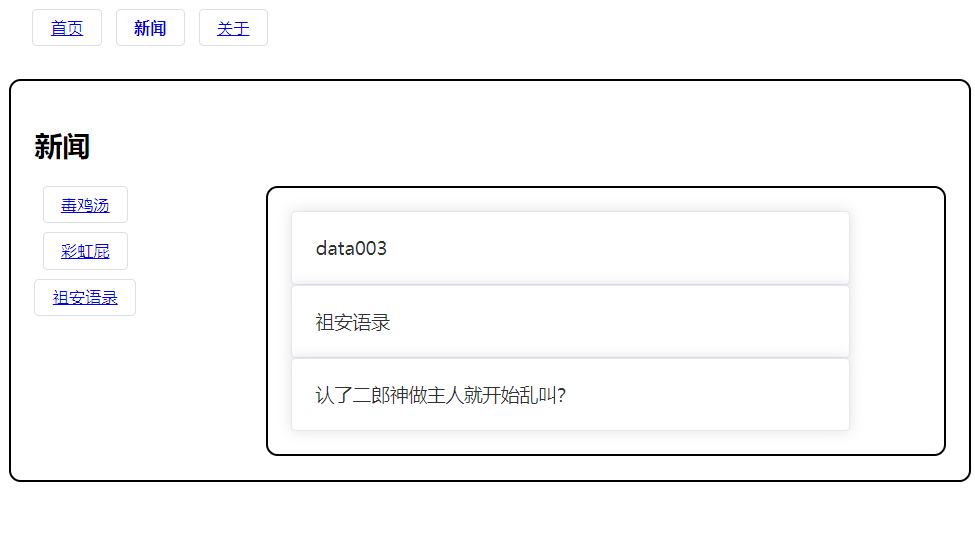 首页 新闻 关于
新闻
毒鸡汤
彩虹屁
祖安语录
data003
祖安语录
认了二郎神做主人就开始乱叫?